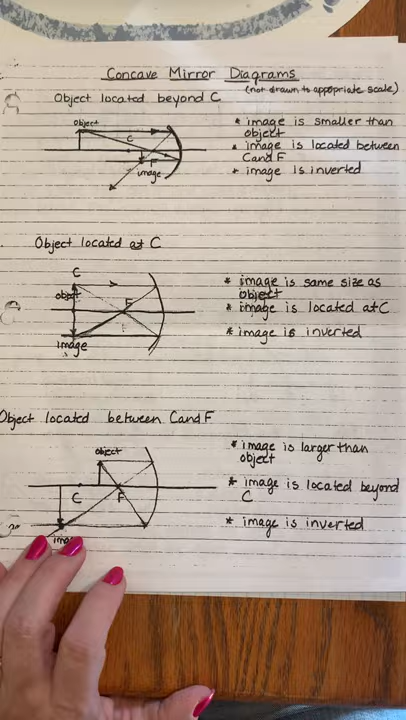 Concave Mirror Diagrams
(not drawn to appropriate scale)
Object located beyond C
object
C
F
image
* image is smaller than
object
* image is located between
C and F
* image is inverted
Object located at C
C
object
F
image
* image is same size as
object
* image is located at C
* image is inverted
Object located between C and F
object
C
F
* image is larger than
object
* image is located beyond
C
* image is inverted